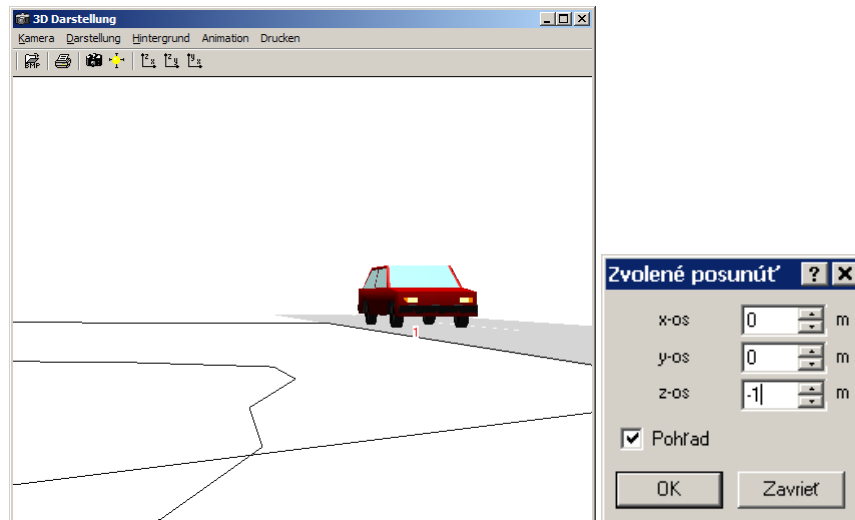 3D Darstellung
Kamera Darstellung Hintergrund Animation Drucken
BMP z x z y y x
1
Zvolené posunúť ?
x-os 0 m
y-os 0 m
z-os -1 m
Pohľad
OK Zavrieť